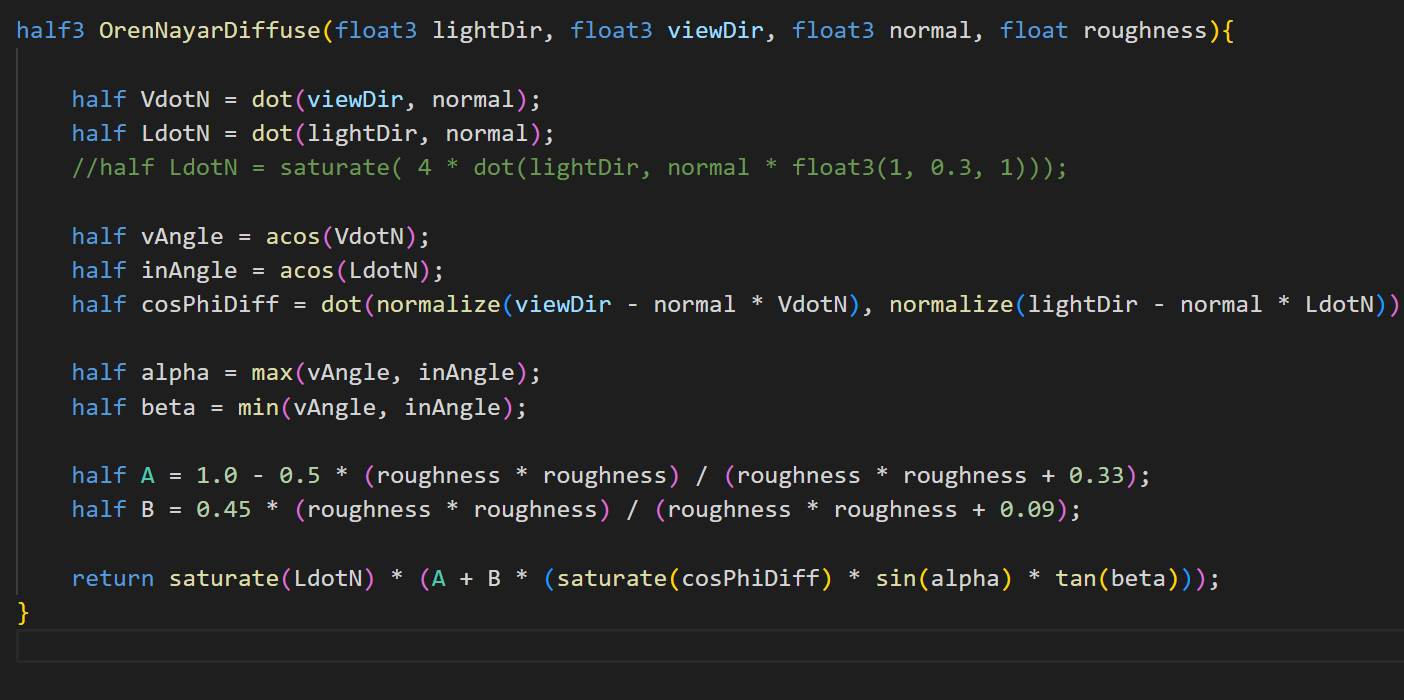 half3 OrenNayarDiffuse(float3 lightDir, float3 viewDir, float3 normal, float roughness){
half VdotN = dot(viewDir, normal);
half LdotN = dot(lightDir, normal);
//half LdotN = saturate( 4 * dot(lightDir, normal * float3(1, 0.3, 1)));
half vAngle = acos(VdotN);
half inAngle = acos(LdotN);
half cosPhiDiff = dot(normalize(viewDir - normal * VdotN), normalize(lightDir - normal * LdotN))
half alpha = max(vAngle, inAngle);
half beta = min(vAngle, inAngle);
half A = 1.0 - 0.5 * (roughness * roughness) / (roughness * roughness + 0.33);
half B = 0.45 * (roughness * roughness) / (roughness * roughness + 0.09);
return saturate(LdotN) * (A + B * (saturate(cosPhiDiff) * sin(alpha) * tan(beta)));
}